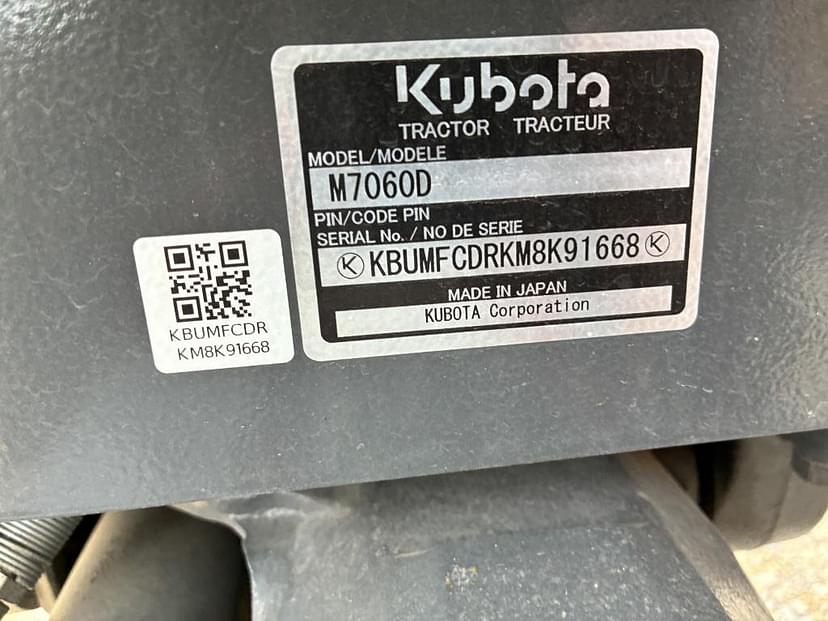 Kubota
TRACTOR TRACTEUR
MODEL/MODELE
M7060D
PIN/CODE PIN
SERIAL No. / NO DE SERIE
Ⓚ KBUMFCDRKM8K91668 Ⓚ
MADE IN JAPAN
KUBOTA Corporation
KBUMFCDR
KM8K91668